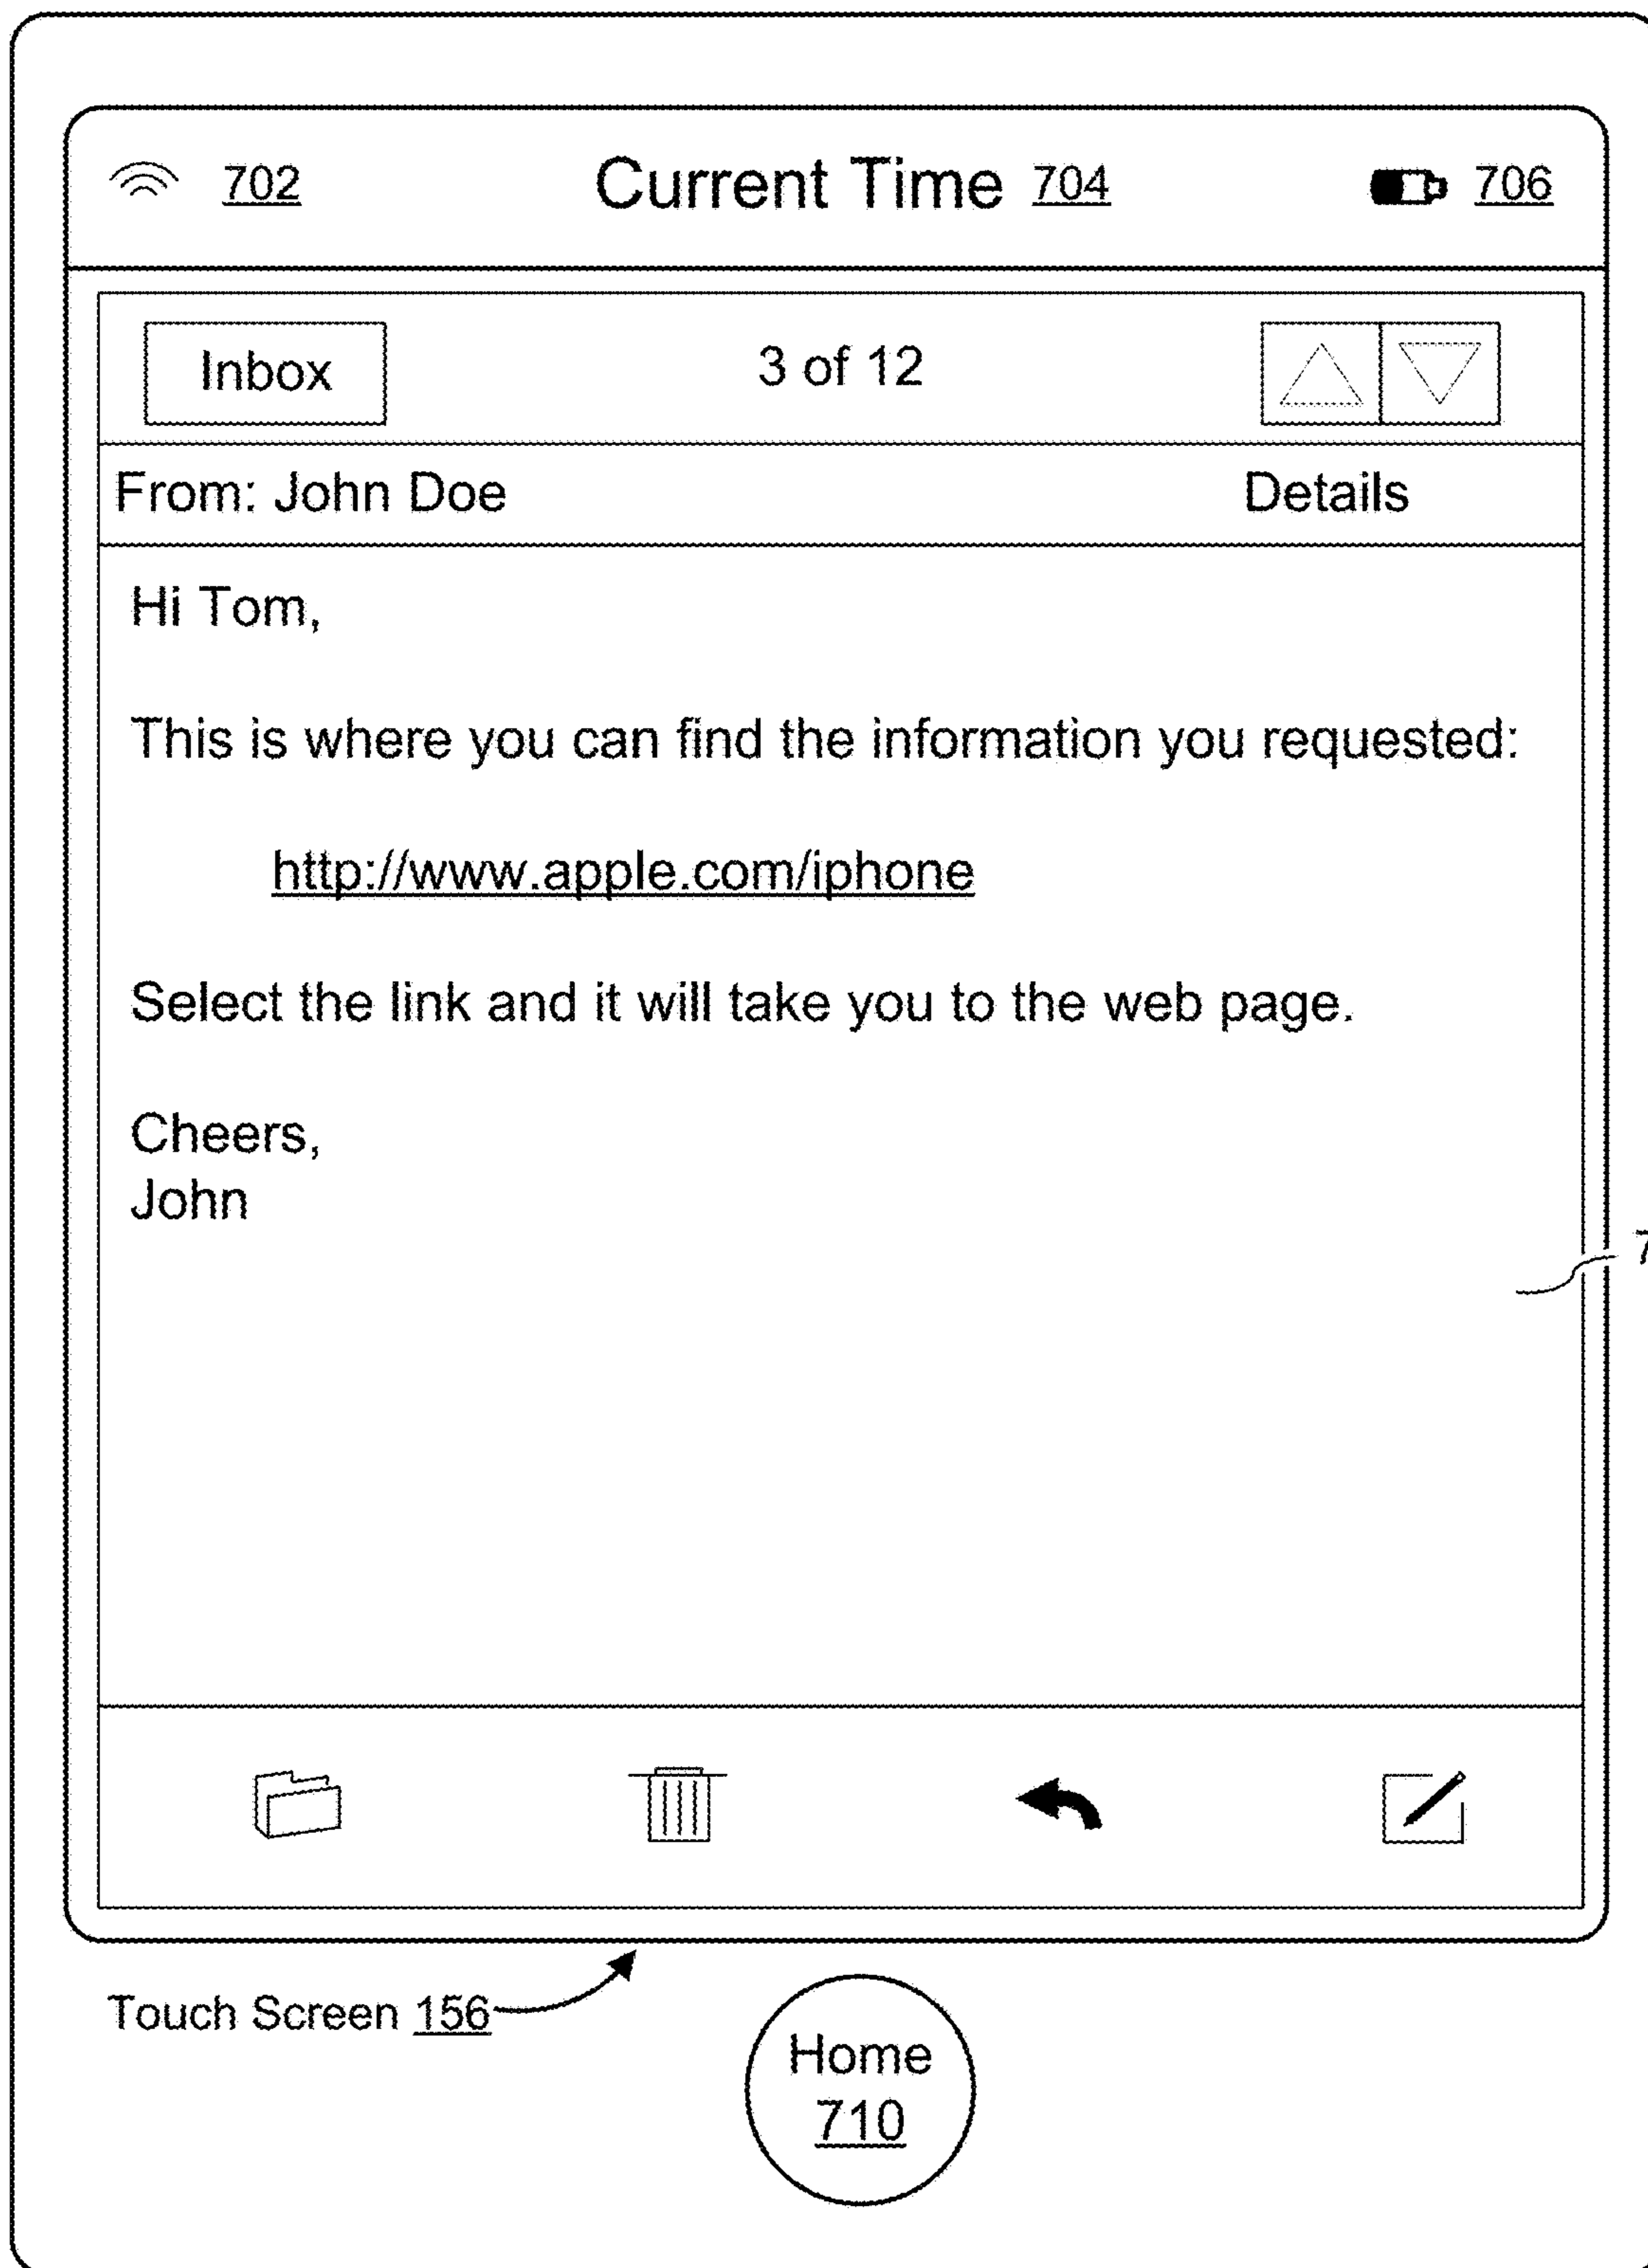 702 Current Time 704 706
Inbox 3 of 12
From: John Doe Details
Hi Tom,
This is where you can find the information you requested:
http://www.apple.com/iphone
Select the link and it will take you to the web page.
Cheers,
John
Touch Screen 156
Home
710